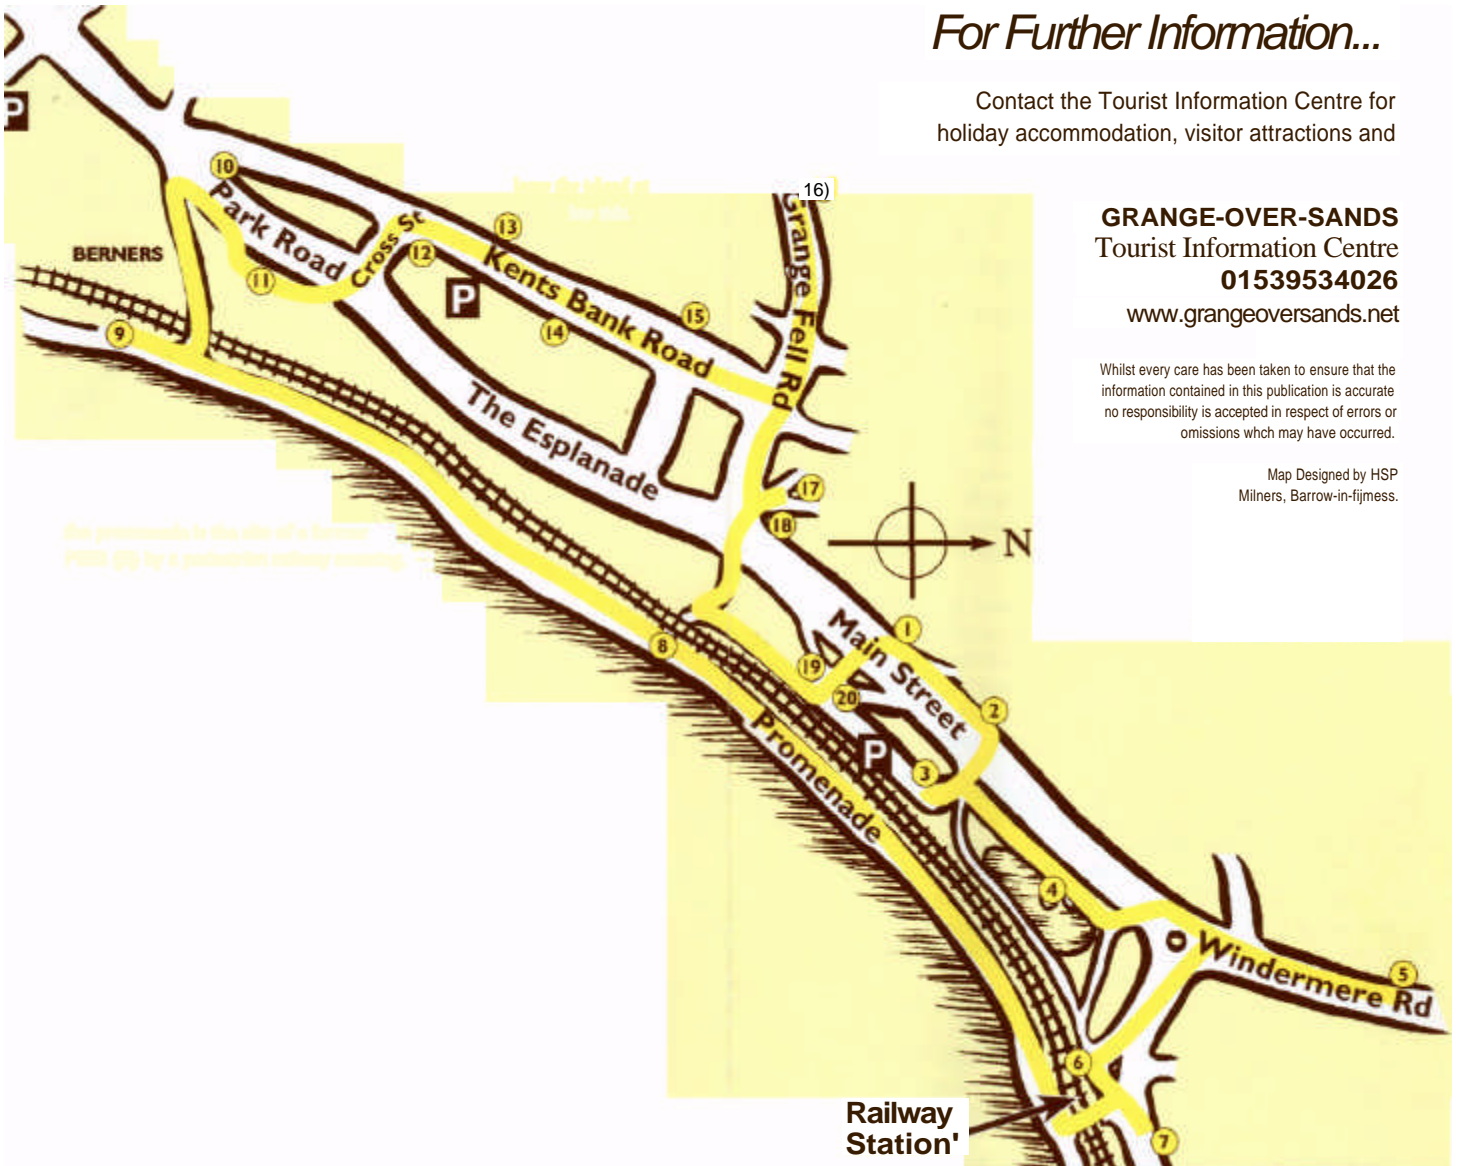 For Further Information...
Contact the Tourist Information Centre for
holiday accommodation, visitor attractions and
GRANGE-OVER-SANDS
Tourist Information Centre
01539534026
www.grangeoversands.net
Whilst every care has been taken to ensure that the
information contained in this publication is accurate
no responsibility is accepted in respect of errors or
omissions whch may have occurred.
Map Designed by HSP
Milners, Barrow-in-fijmess.
P
10
Park Road
Cross St
13
12
16)
Grange Fell Rd
BERNERS
11
P
Kents Bank Road
15
14
9
The Esplanade
17
18
N
8
19
20
Main Street
1
2
Promenade
P
3
4
Windermere Rd
5
6
Railway
Station'
7